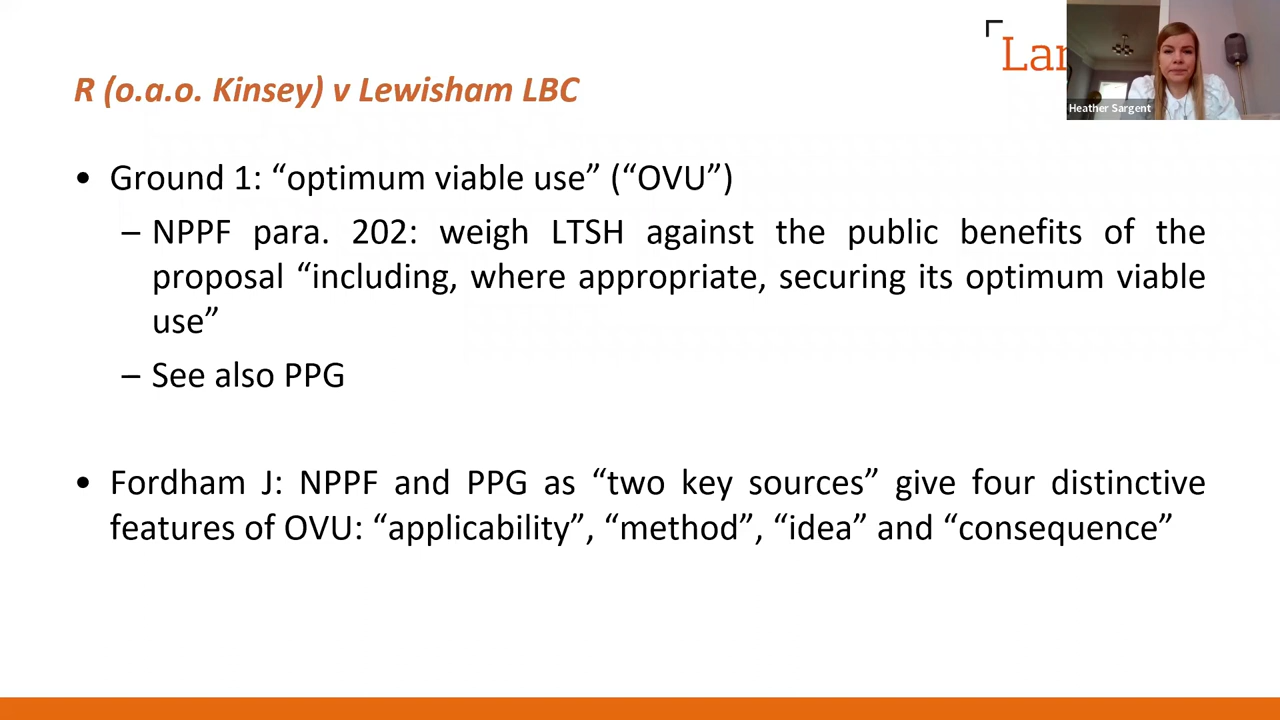 Lan
Heather Sargent
R (o.a.o. Kinsey) v Lewisham LBC
• Ground 1: “optimum viable use” (“OVU”)
– NPPF para. 202: weigh LTSH against the public benefits of the
proposal “including, where appropriate, securing its optimum viable
use”
– See also PPG
• Fordham J: NPPF and PPG as “two key sources” give four distinctive
features of OVU: “applicability”, “method”, “idea” and “consequence”